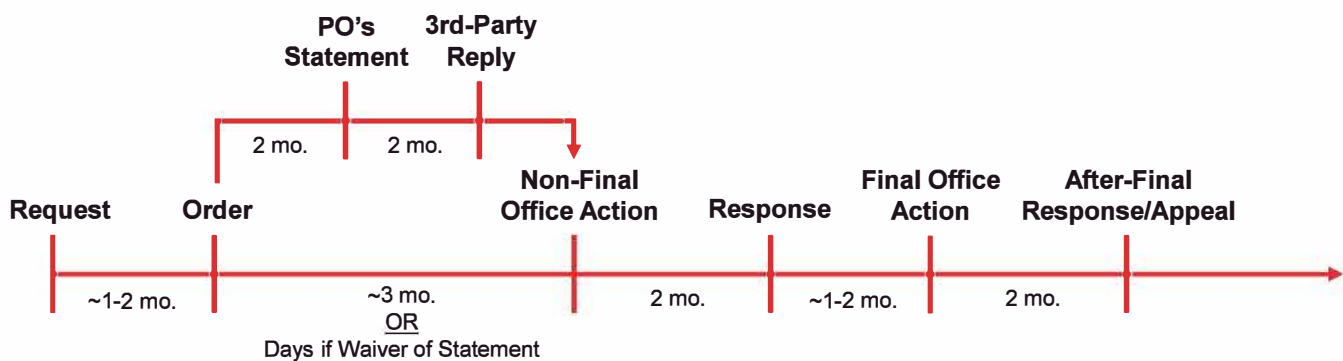 PO's
Statement
3rd-Party
Reply
2 mo.
2 mo.
Request
Order
Non-Final
Office Action
Response
Final Office
Action
After-Final
Response/Appeal
~1-2 mo.
~3 mo.
OR
Days if Waiver of Statement
2 mo.
~1-2 mo.
2 mo.